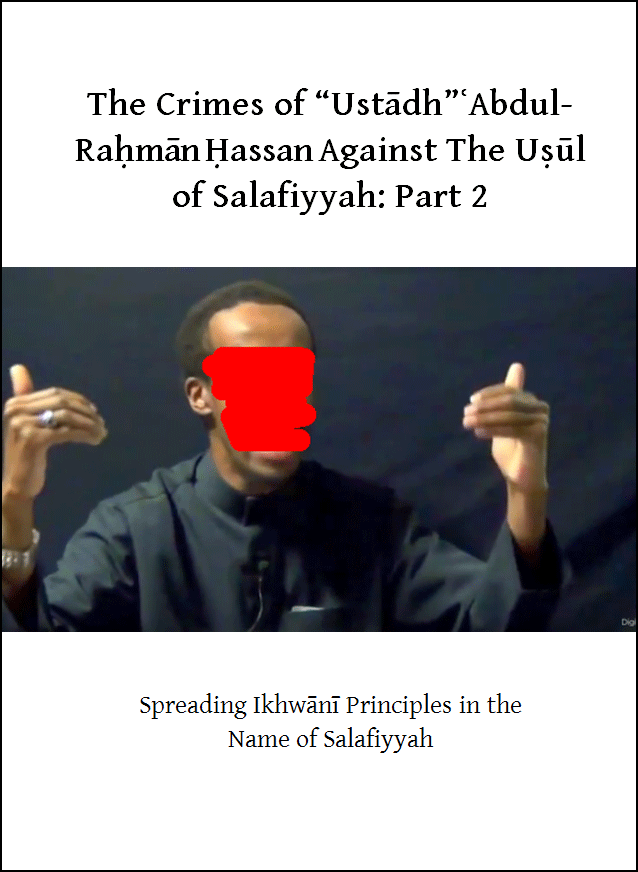 The Crimes of “Ustādh”ʿAbdul-
Raḥmān Ḥassan Against The Uṣūl
of Salafiyyah: Part 2
Digi
Spreading Ikhwānī Principles in the
Name of Salafiyyah